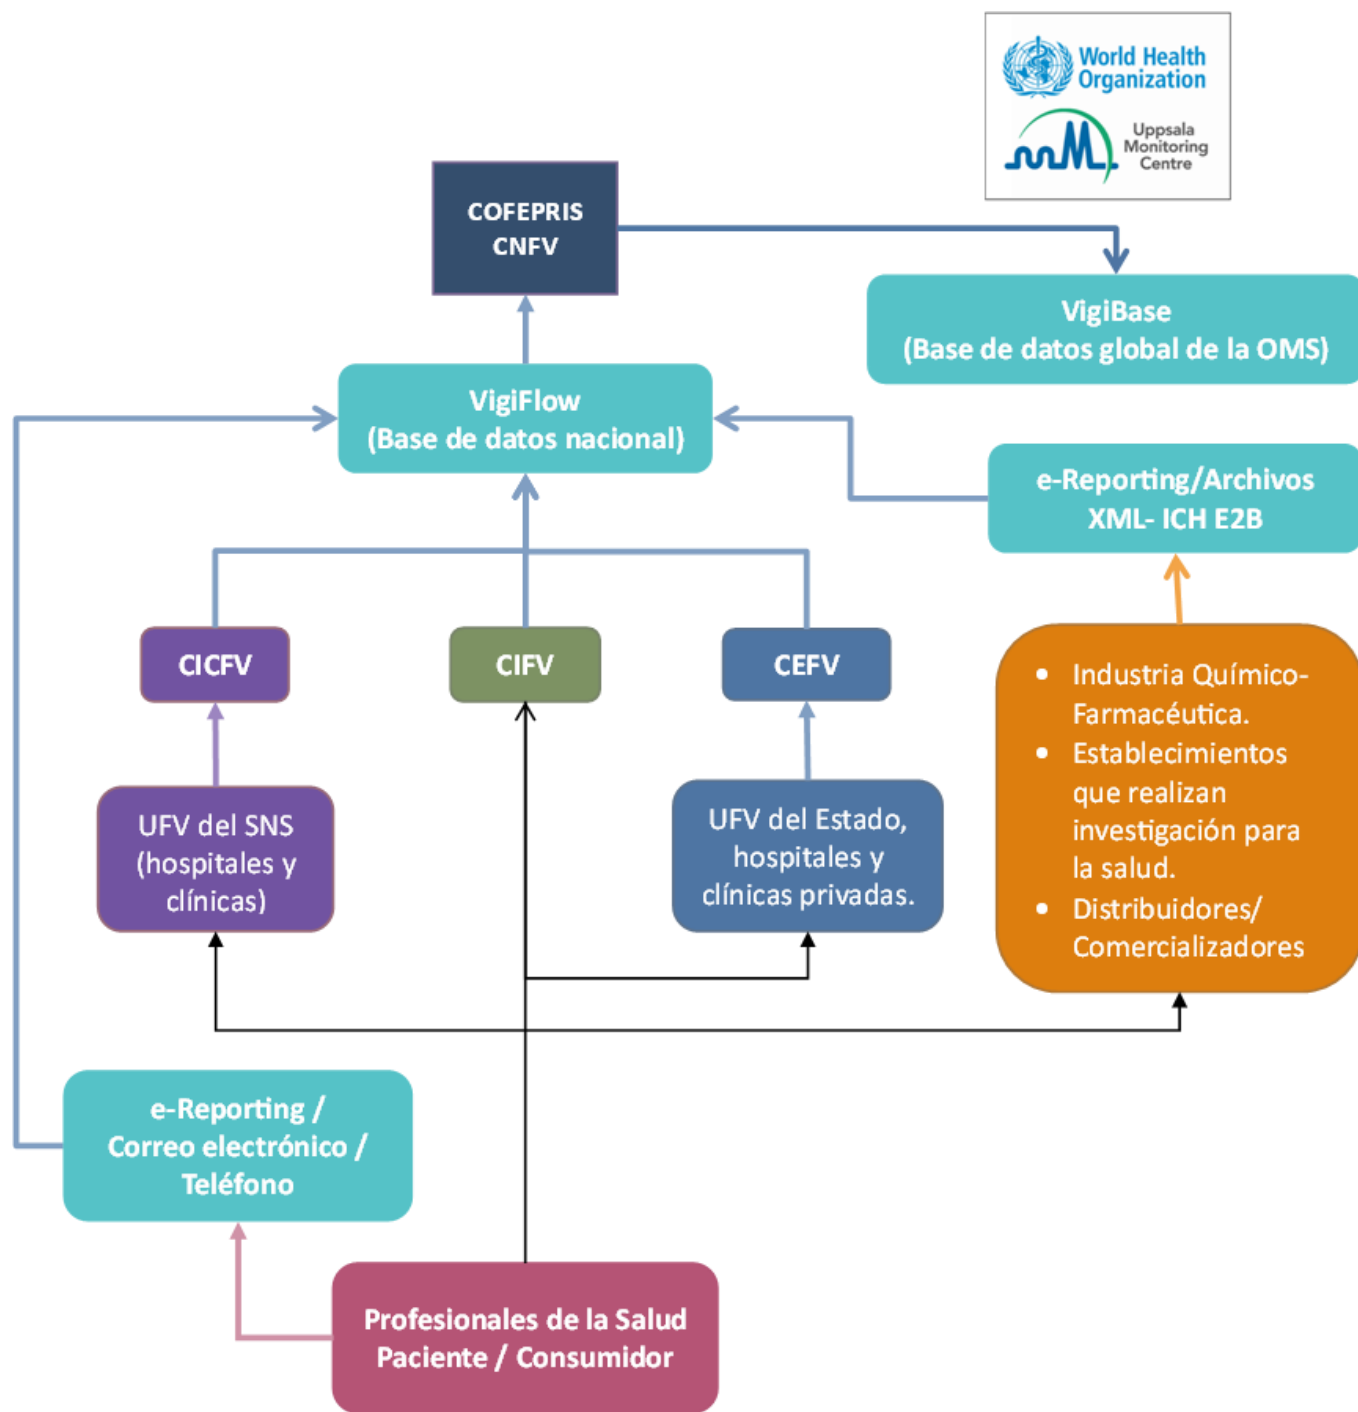 World Health
Organization
Uppsala
Monitoring
Centre
COFEPRIS
CNFV
VigiBase
(Base de datos global de la OMS)
VigiFlow
(Base de datos nacional)
e-Reporting/Archivos
XML- ICH E2B
CICFV
CIFV
CEFV
• Industria Químico-
Farmacéutica.
• Establecimientos
que realizan
investigación para
la salud.
• Distribuidores/
Comercializadores
UFV del SNS
(hospitales y
clínicas)
UFV del Estado,
hospitales y
clínicas privadas.
e-Reporting /
Correo electrónico /
Teléfono
Profesionales de la Salud
Paciente / Consumidor